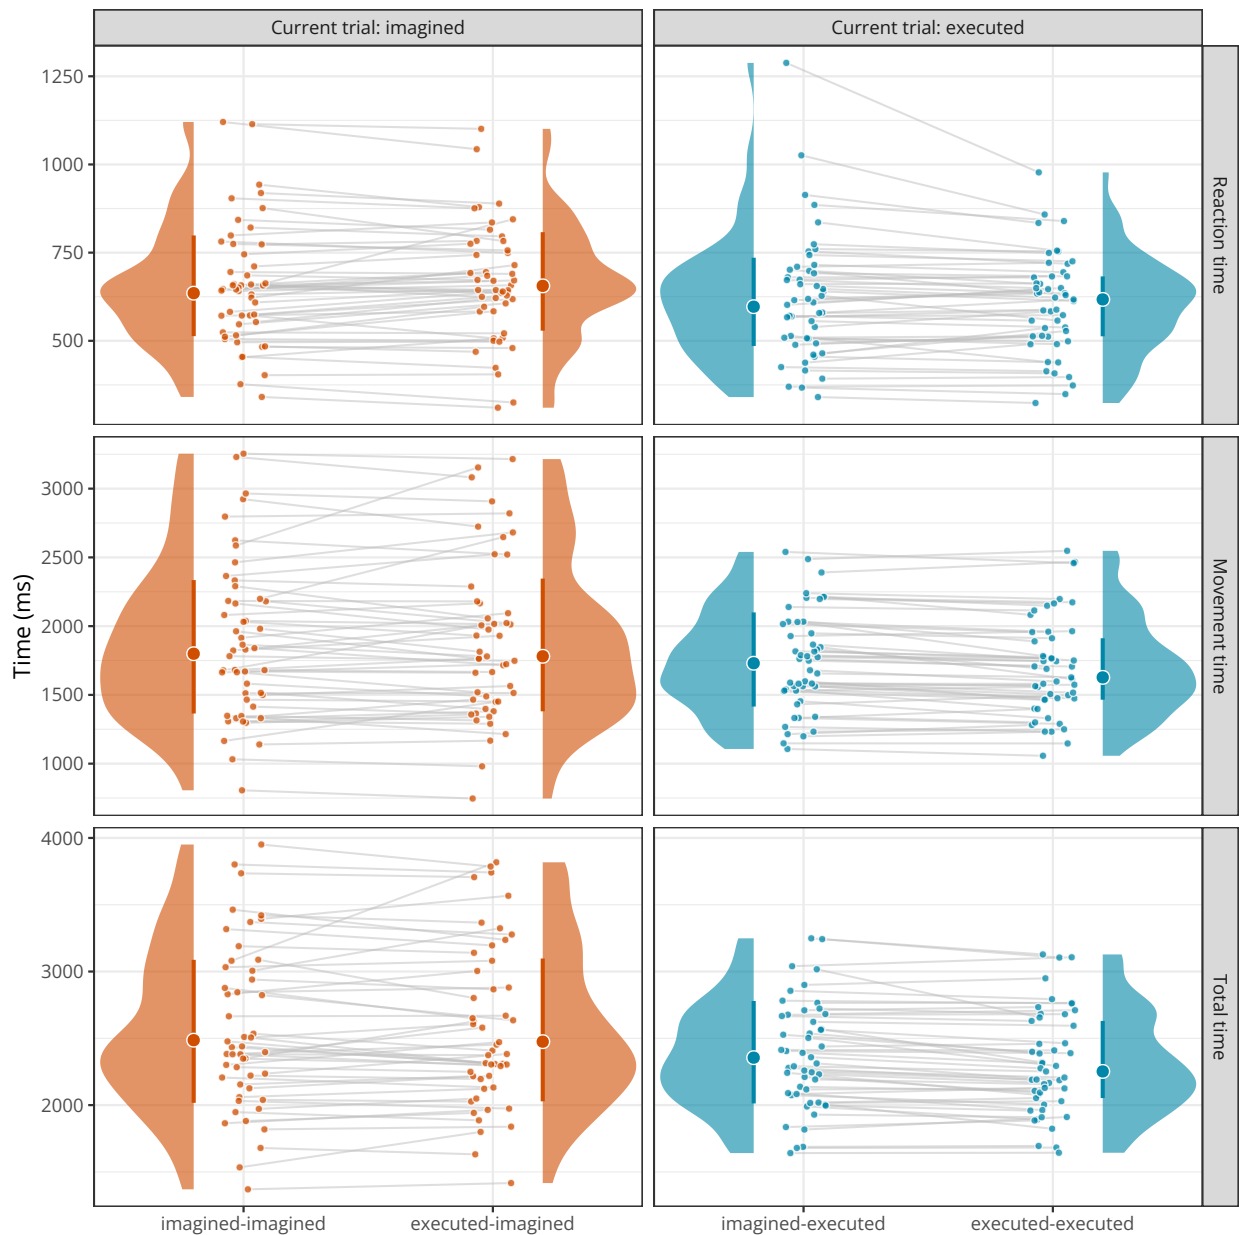 Current trial: imagined
Current trial: executed
1250
1000
750
500
Reaction time
3000
2500
2000
1500
1000
Movement time
4000
3000
2000
Total time
Time (ms)
imagined-imagined
executed-imagined
imagined-executed
executed-executed